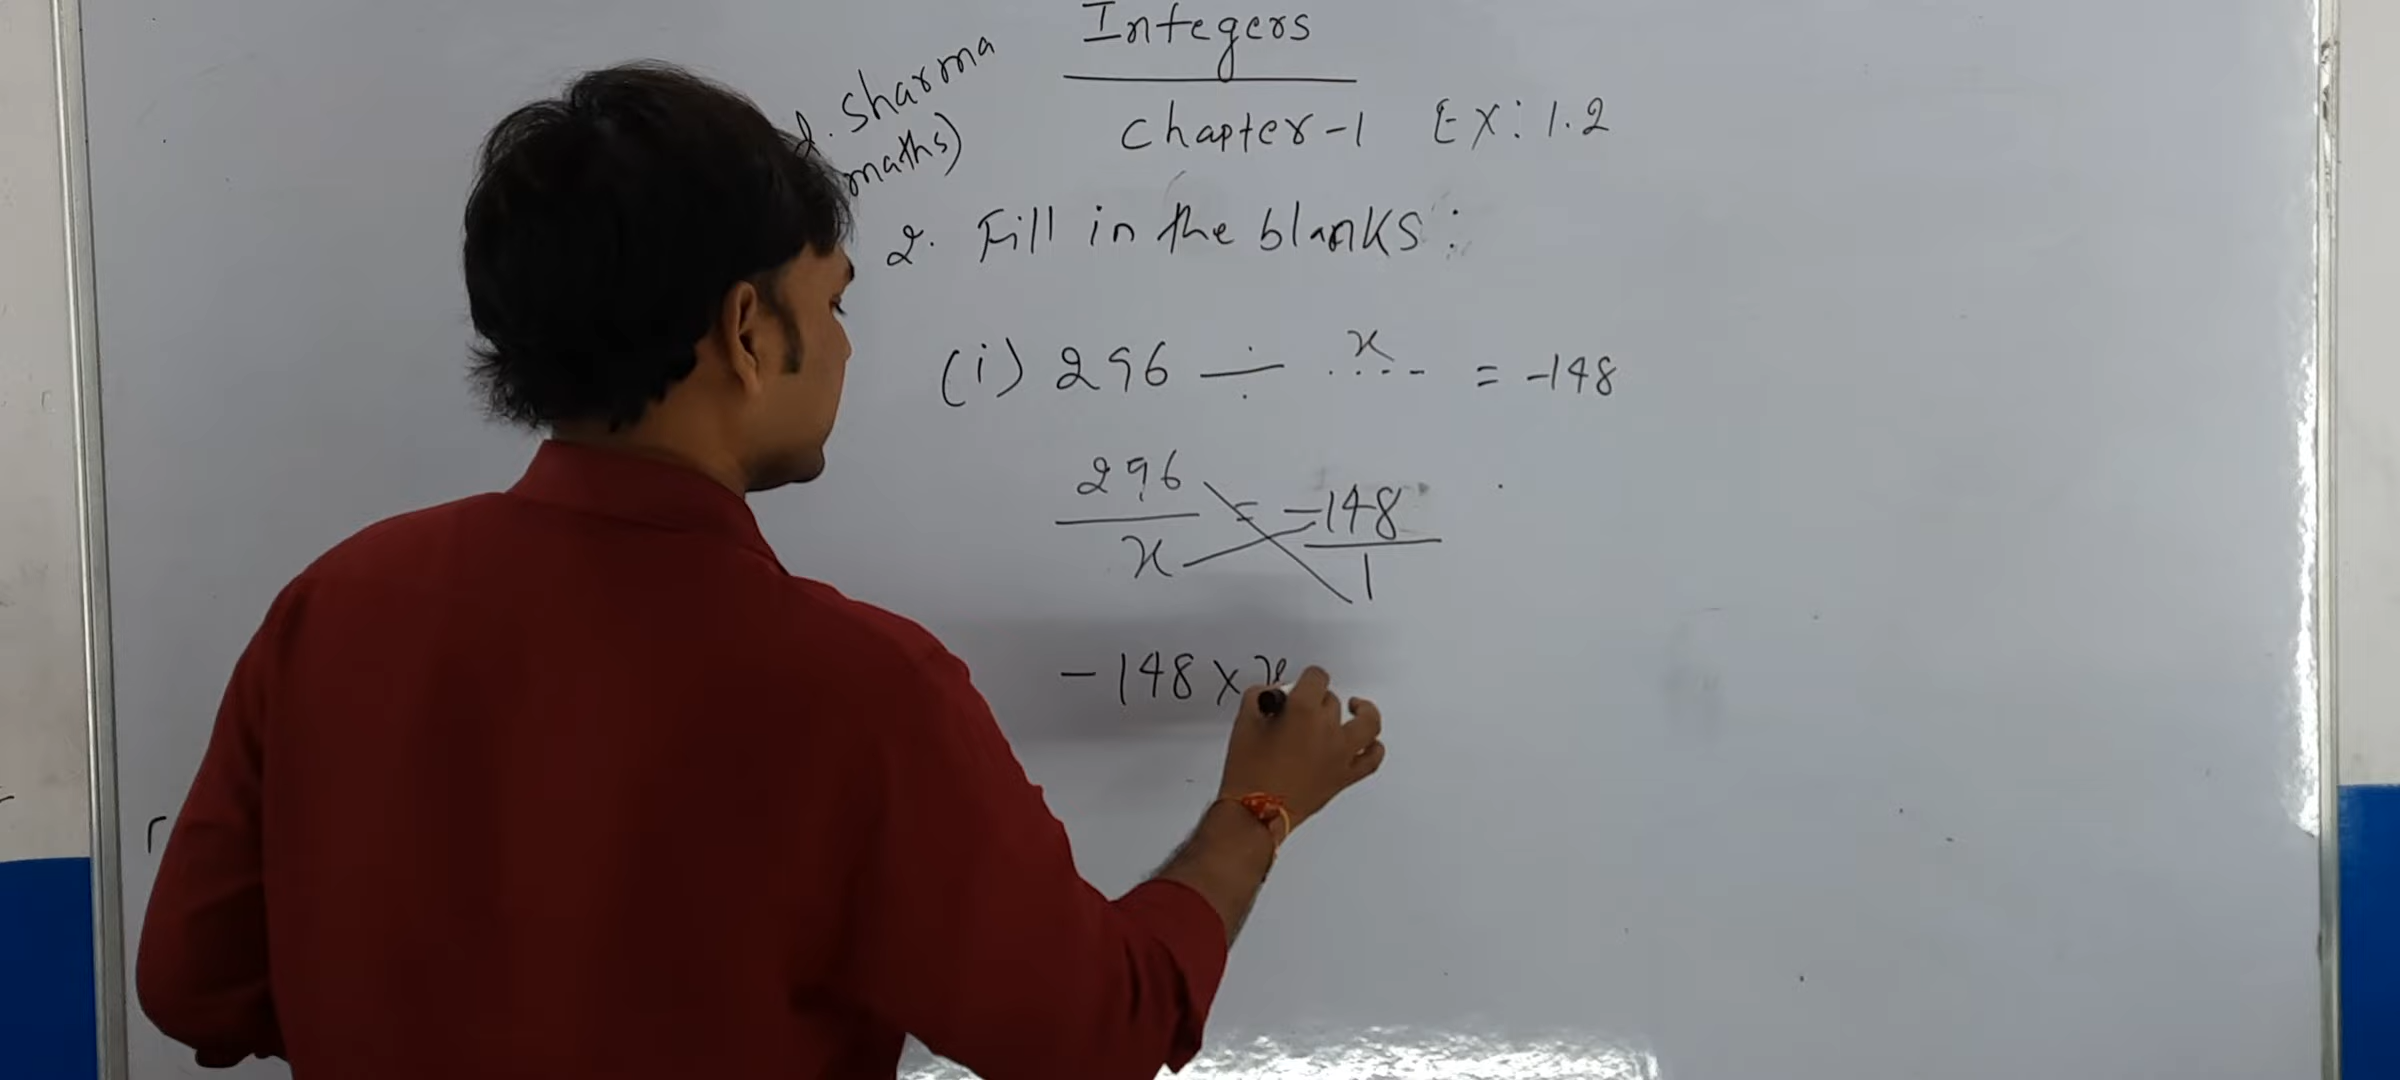 Integers
Sharma
maths)
Chapter-1 EX: 1.2
2. Fill in the blanks:
(i) 296 ÷ ..x.. = -148
296/x = -148/1
- 148 × x